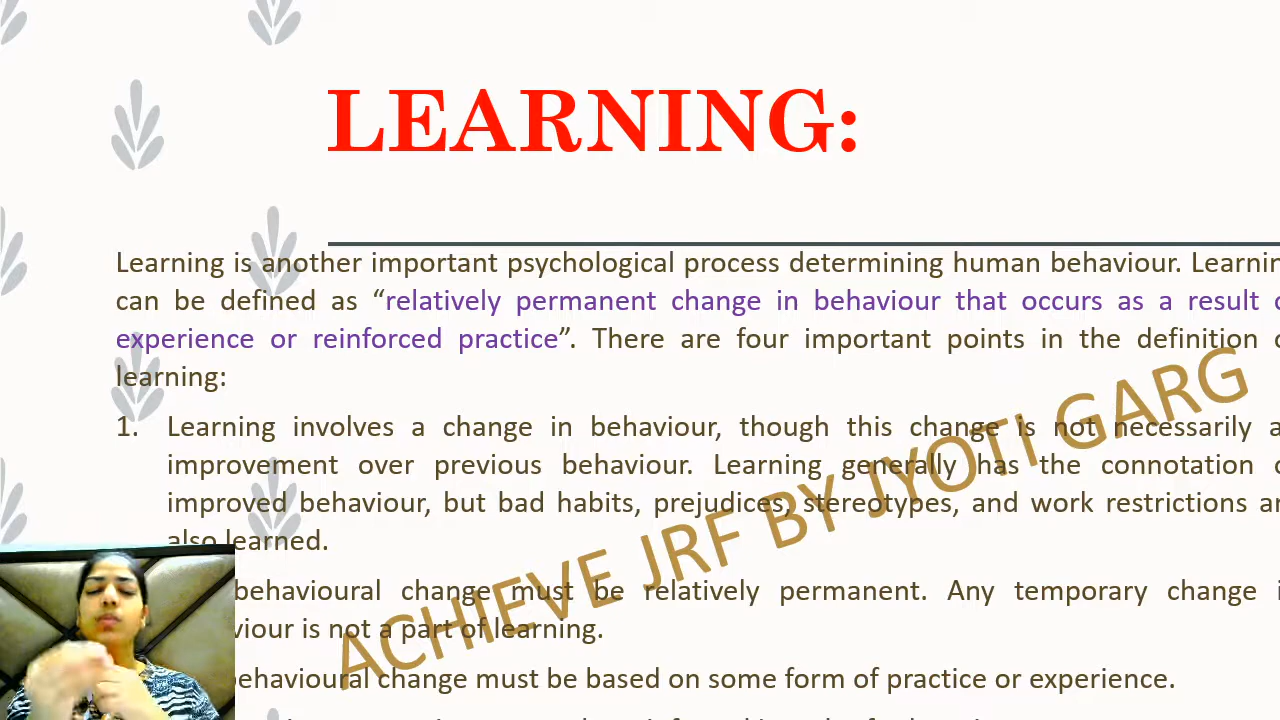 LEARNING:
Learning is another important psychological process determining human behaviour. Learnin
can be defined as “relatively permanent change in behaviour that occurs as a result
experience or reinforced practice”. There are four important points in the definition
learning:
1. Learning involves a change in behaviour, though this change is not necessarily
improvement over previous behaviour. Learning generally has the connotation
improved behaviour, but bad habits, prejudices, stereotypes, and work restrictions
also learned.
behavioural change must be relatively permanent. Any temporary change
viour is not a part of learning.
ehavioural change must be based on some form of practice or experience.
ACHIEVE JRF BY JYOTI GARG